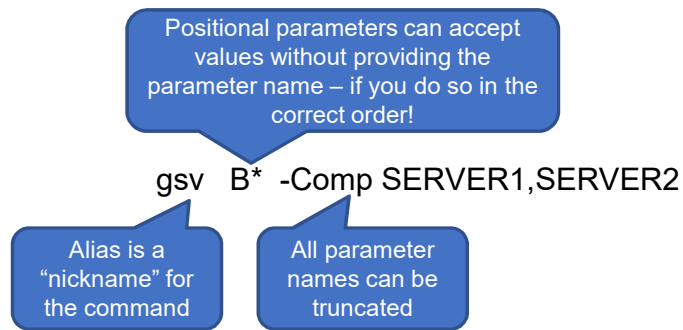 Positional parameters can accept
values without providing the
parameter name – if you do so in the
correct order!
gsv B* -Comp SERVER1,SERVER2
Alias is a
“nickname” for
the command
All parameter
names can be
truncated